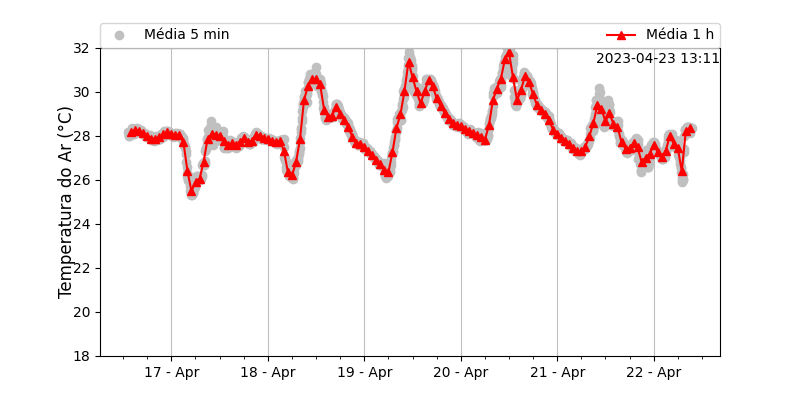 Média 5 min
Média 1 h
2023-04-23 13:11
Temperatura do Ar (°C)
32
30
28
26
24
22
20
18
17 - Apr
18 - Apr
19 - Apr
20 - Apr
21 - Apr
22 - Apr